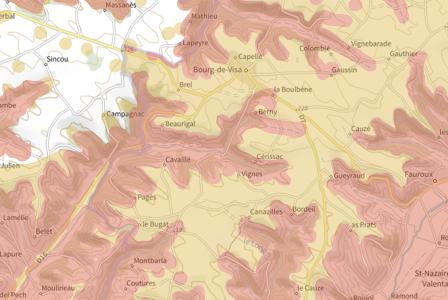 Massanès
Mathieu
Lapeyre
Sincou
Capelle
Colombié
Vignebarade
Gauthier
Gaussin
Bourg-de-Visa
Brel
la Boulbène
Berny
Campagnac
Beaurigal
Cauzé
Cavaillé
Cérissac
Vignes
Gueyraud
Fauroux
Pagès
Lamélie
Belet
le Bugat
Canazilles
Bordeil
as Prats
Lapure
Montbarla
St-Nazaire
Valenta
Coutures
Moulineau
del Pech
le Cauze
Ramond